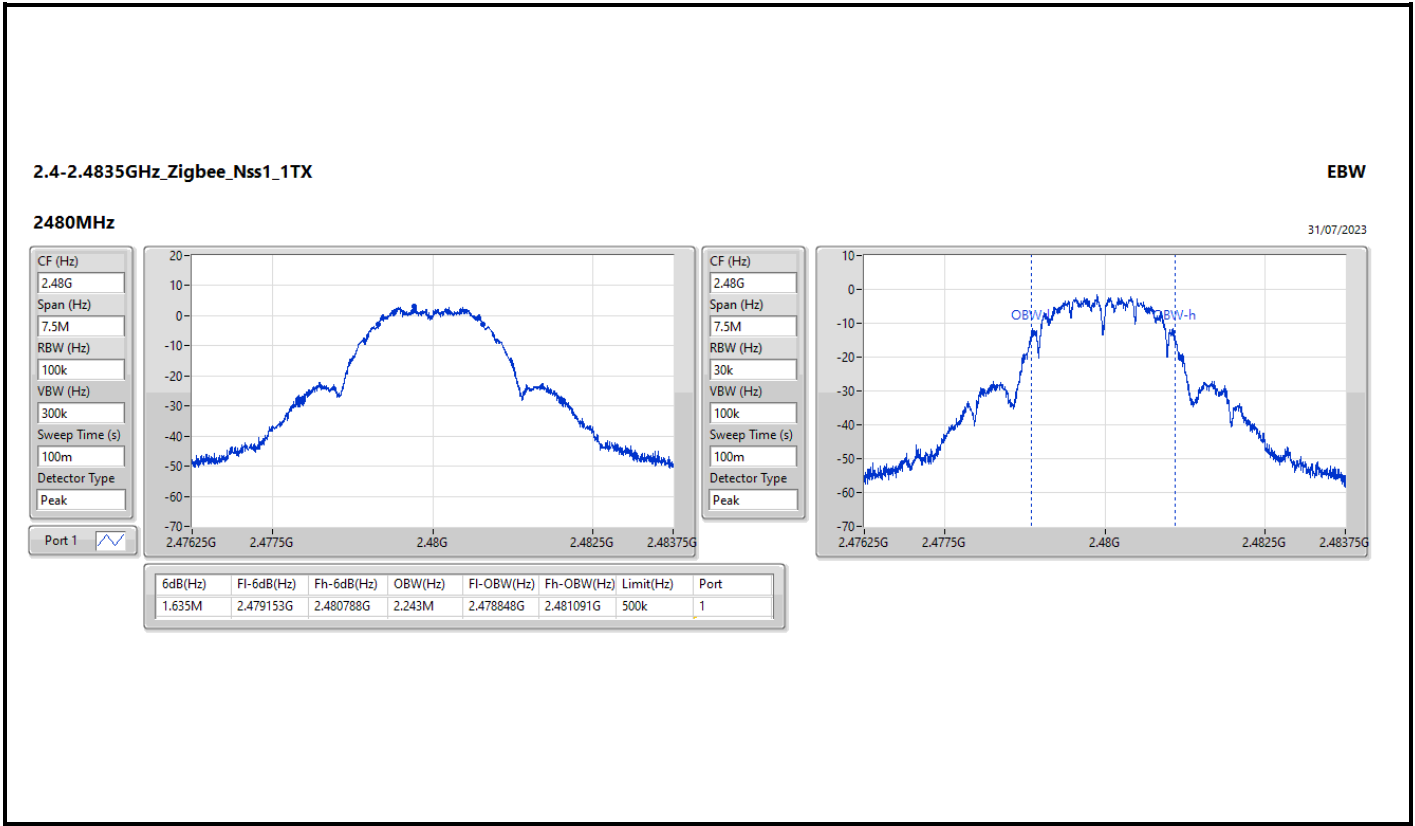 2.4-2.4835GHz_Zigbee_Nss1_1TX
EBW
2480MHz
31/07/2023
CF (Hz)
2.48G
Span (Hz)
7.5M
RBW (Hz)
100k
VBW (Hz)
300k
Sweep Time (s)
100m
Detector Type
Peak
Port 1
20
10
0
-10
-20
-30
-40
-50
-60
-70
2.47625G 2.4775G 2.48G 2.4825G 2.48375G
CF (Hz)
2.48G
Span (Hz)
7.5M
RBW (Hz)
30k
VBW (Hz)
100k
Sweep Time (s)
100m
Detector Type
Peak
10
0
-10
-20
-30
-40
-50
-60
-70
OBW-l OBW-h
2.47625G 2.4775G 2.48G 2.4825G 2.48375G
6dB(Hz) Fl-6dB(Hz) Fh-6dB(Hz) OBW(Hz) Fl-OBW(Hz) Fh-OBW(Hz) Limit(Hz) Port
1.635M 2.479153G 2.480788G 2.243M 2.478848G 2.481091G 500k 1